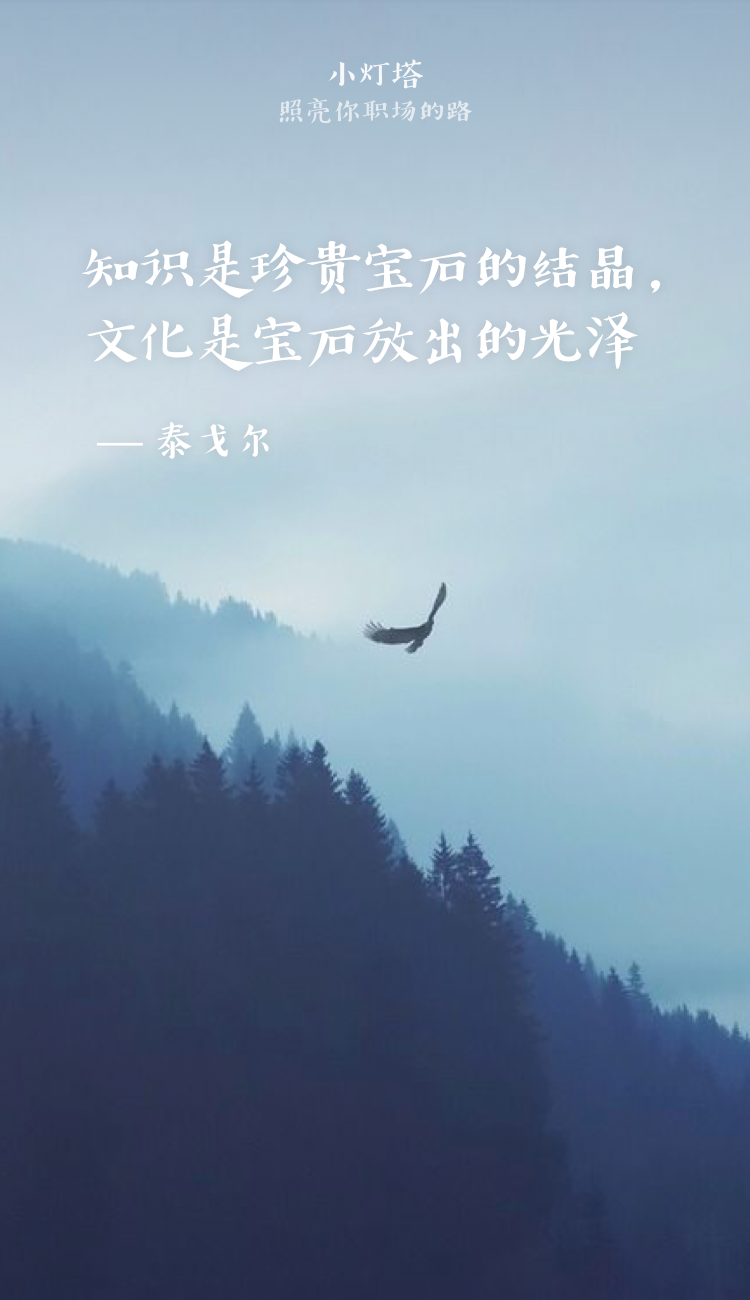 小灯塔
照亮你职场的路
知识是珍贵宝石的结晶，
文化是宝石放出的光泽
— 泰戈尔